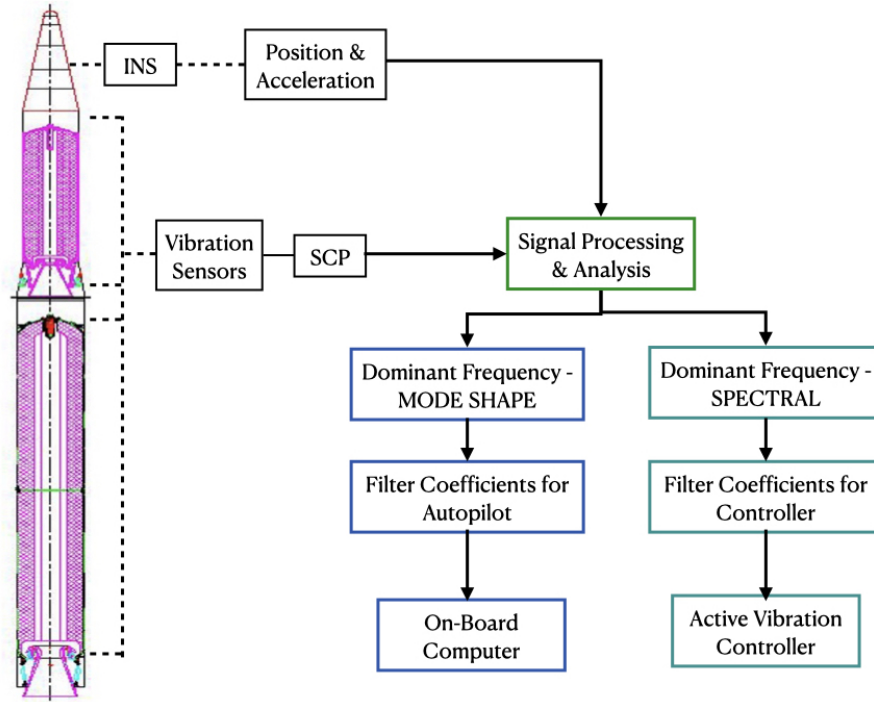 INS
Position &
Acceleration
Vibration
Sensors
SCP
Signal Processing
& Analysis
Dominant Frequency -
MODE SHAPE
Dominant Frequency -
SPECTRAL
Filter Coefficients for
Autopilot
Filter Coefficients for
Controller
On-Board
Computer
Active Vibration
Controller